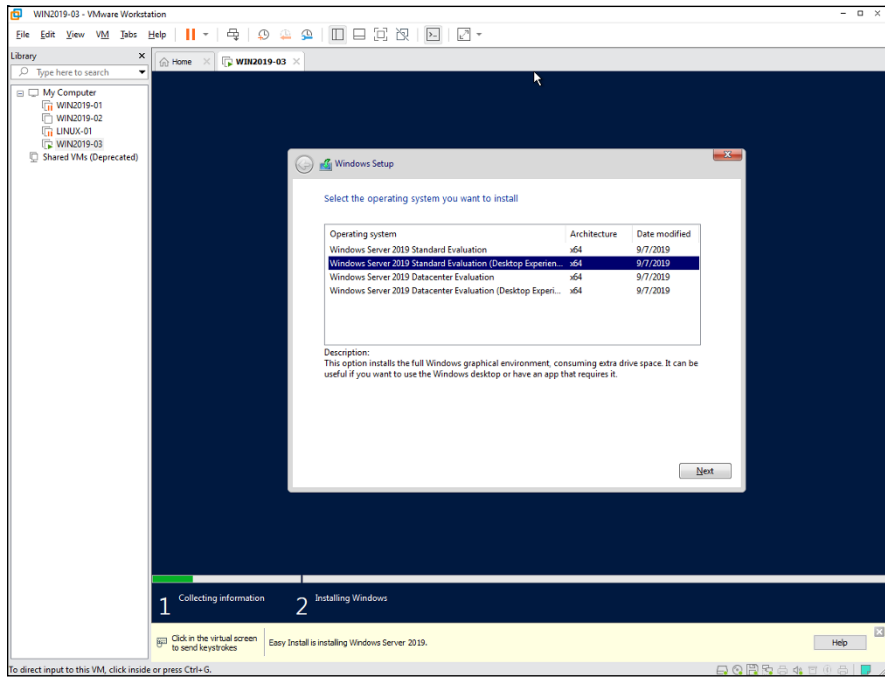 WIN2019-03 - VMware Workstation
File Edit View VM Tabs Help
Library
Type here to search
Home
WIN2019-03
My Computer
WIN2019-01
WIN2019-02
LINUX-01
WIN2019-03
Shared VMs (Deprecated)
Windows Setup
Select the operating system you want to install
Operating system Architecture Date modified
Windows Server 2019 Standard Evaluation x64 9/7/2019
Windows Server 2019 Standard Evaluation (Desktop Experien... x64 9/7/2019
Windows Server 2019 Datacenter Evaluation x64 9/7/2019
Windows Server 2019 Datacenter Evaluation (Desktop Experi... x64 9/7/2019
Description:
This option installs the full Windows graphical environment, consuming extra drive space. It can be
useful if you want to use the Windows desktop or have an app that requires it.
Next
1 Collecting information 2 Installing Windows
Click in the virtual screen
to send keystrokes
Easy Install is installing Windows Server 2019.
Help
To direct input to this VM, click inside or press Ctrl+G.